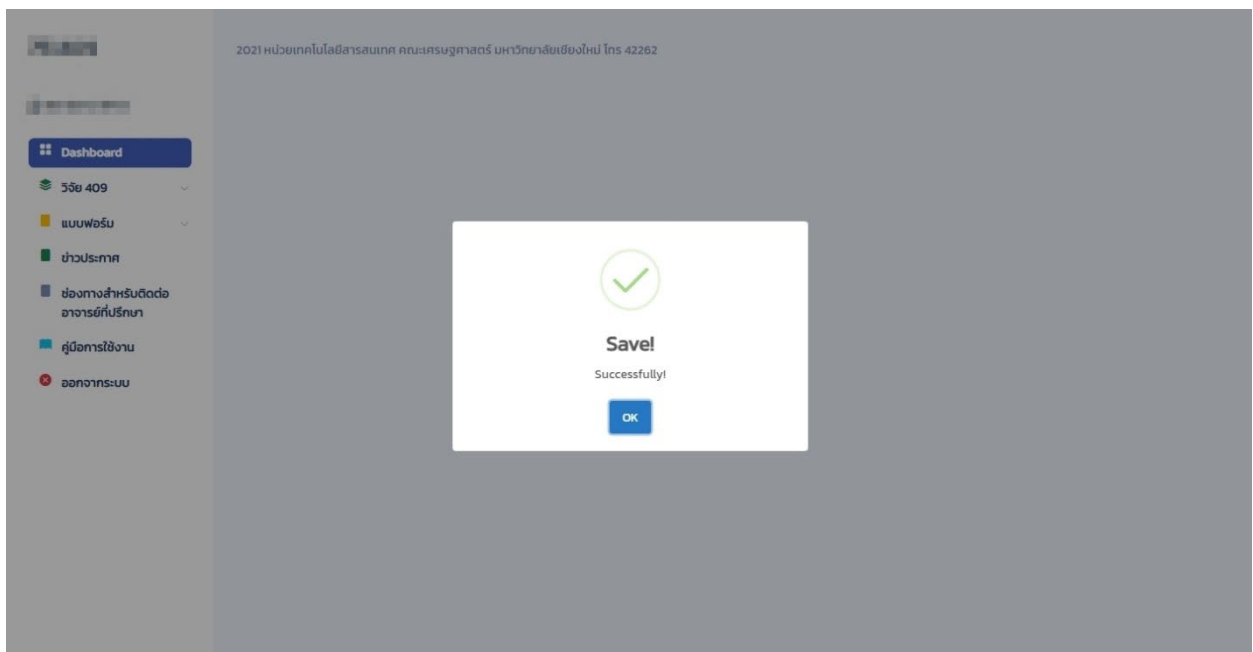 2021 หน่วยเทคโนโลยีสารสนเทศ คณะเศรษฐศาสตร์ มหาวิทยาลัยเชียงใหม่ โทร 42262
Dashboard
วิจัย 409
แบบฟอร์ม
ข่าวประกาศ
ช่องทางสำหรับติดต่อ
อาจารย์ที่ปรึกษา
คู่มือการใช้งาน
ออกจากระบบ
Save!
Successfully!
OK